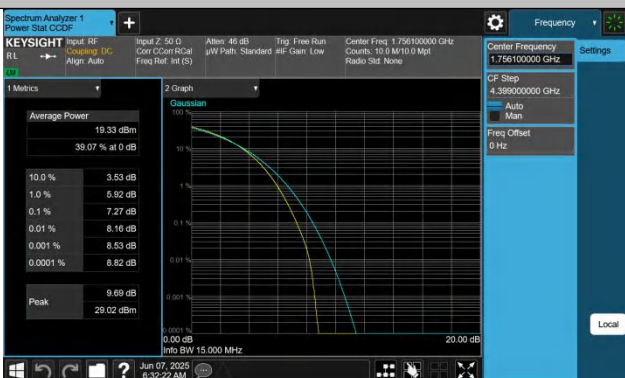 Spectrum Analyzer 1
Power Stat CCDF
Frequency
KEYSIGHT
RL
Input: RF
Coupling: DC
Align: Auto
Input Z: 50 Ω
Corr CCorr RCal
Freq Ref: Int (S)
Atten: 46 dB
µW Path: Standard
Trig: Free Run
#IF Gain: Low
Center Freq: 1.756100000 GHz
Counts: 10.0 M/10.0 Mpt
Radio Std: None
Center Frequency
1.756100000 GHz
Settings
CF Step
4.399000000 GHz
Auto
Man
Freq Offset
0 Hz
1 Metrics
Average Power
19.33 dBm
39.07 % at 0 dB
10.0 % 3.53 dB
1.0 % 5.92 dB
0.1 % 7.27 dB
0.01 % 8.16 dB
0.001 % 8.53 dB
0.0001 % 8.82 dB
Peak
9.69 dB
29.02 dBm
2 Graph
Gaussian
100 %
10 %
1 %
0.1 %
0.01 %
0.001 %
0.0001 %
0.00 dB
20.00 dB
Info BW 15.000 MHz
Local
?
Jun 07, 2025
6:32:22 AM